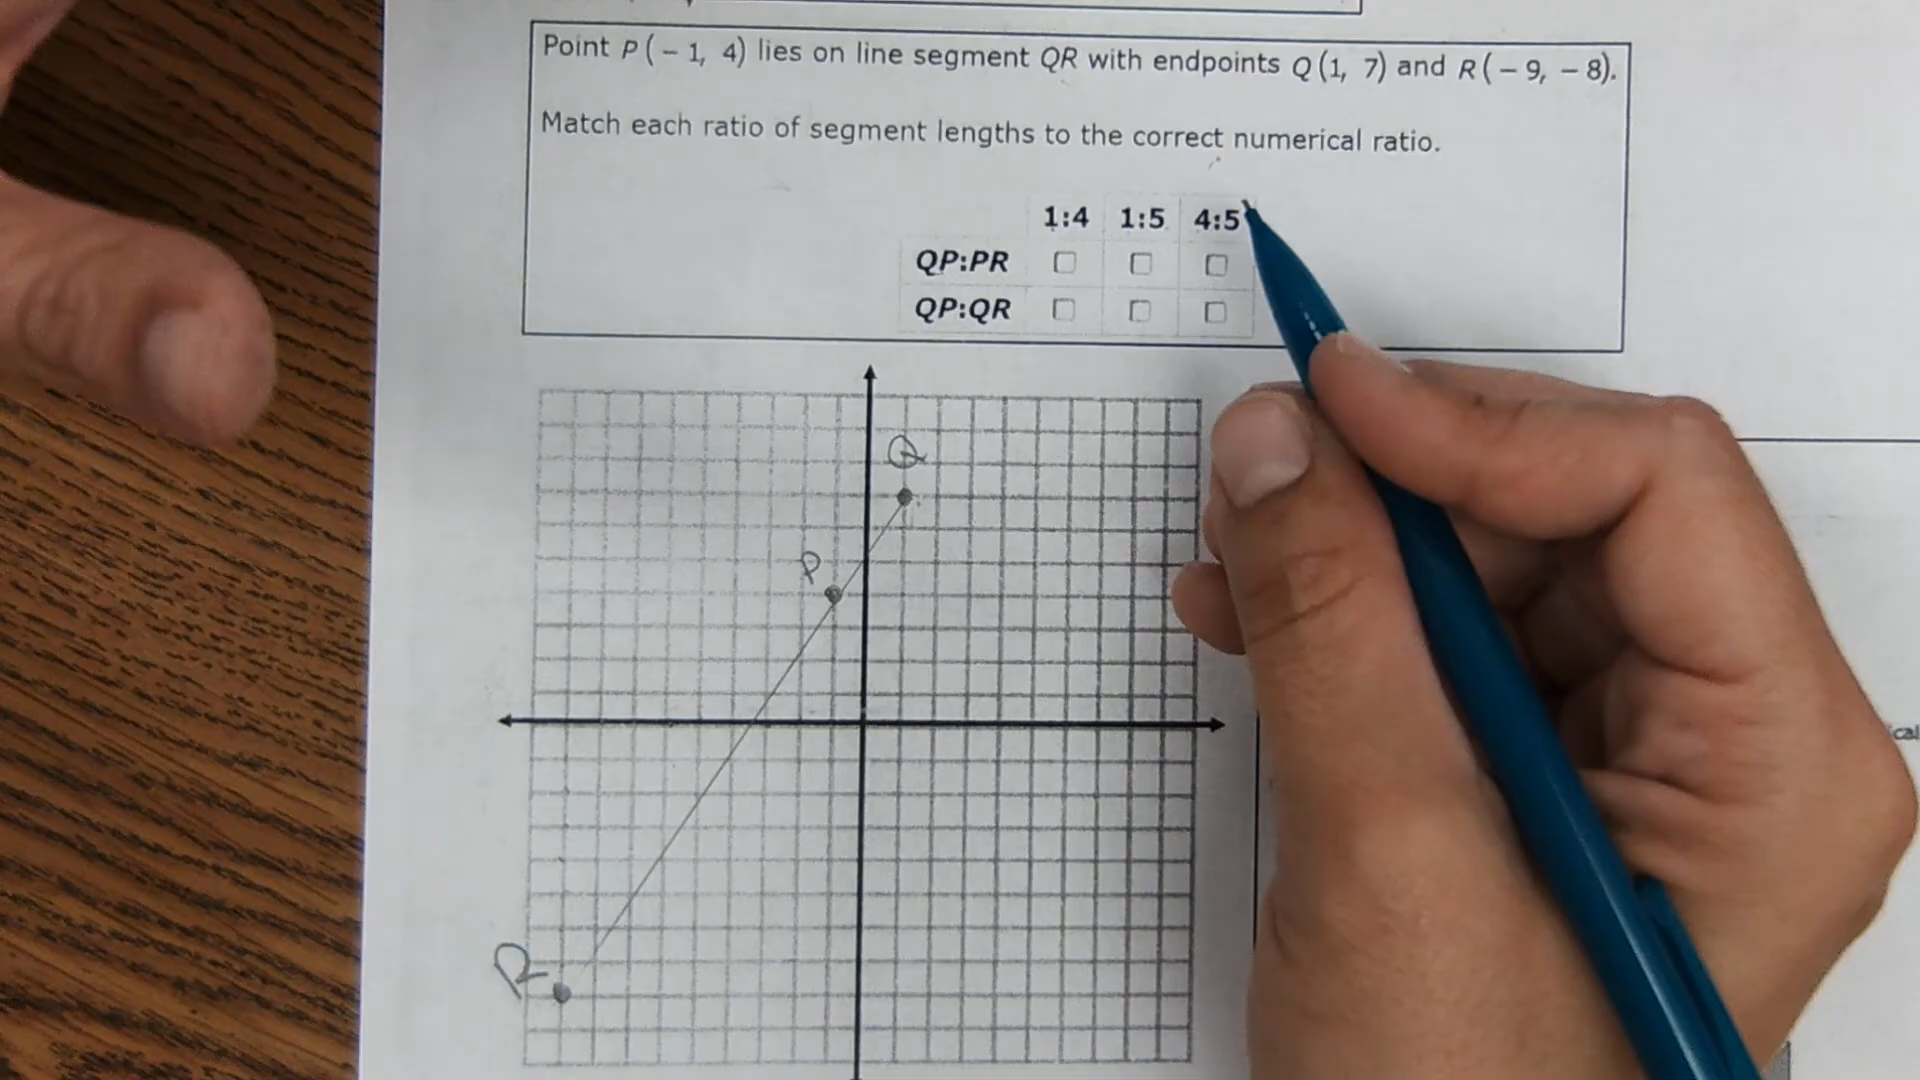 Point P(−1, 4) lies on line segment QR with endpoints Q(1, 7) and R(−9, −8).
Match each ratio of segment lengths to the correct numerical ratio.
1:4 1:5 4:5
QP:PR
QP:QR
Q
P
R
cal